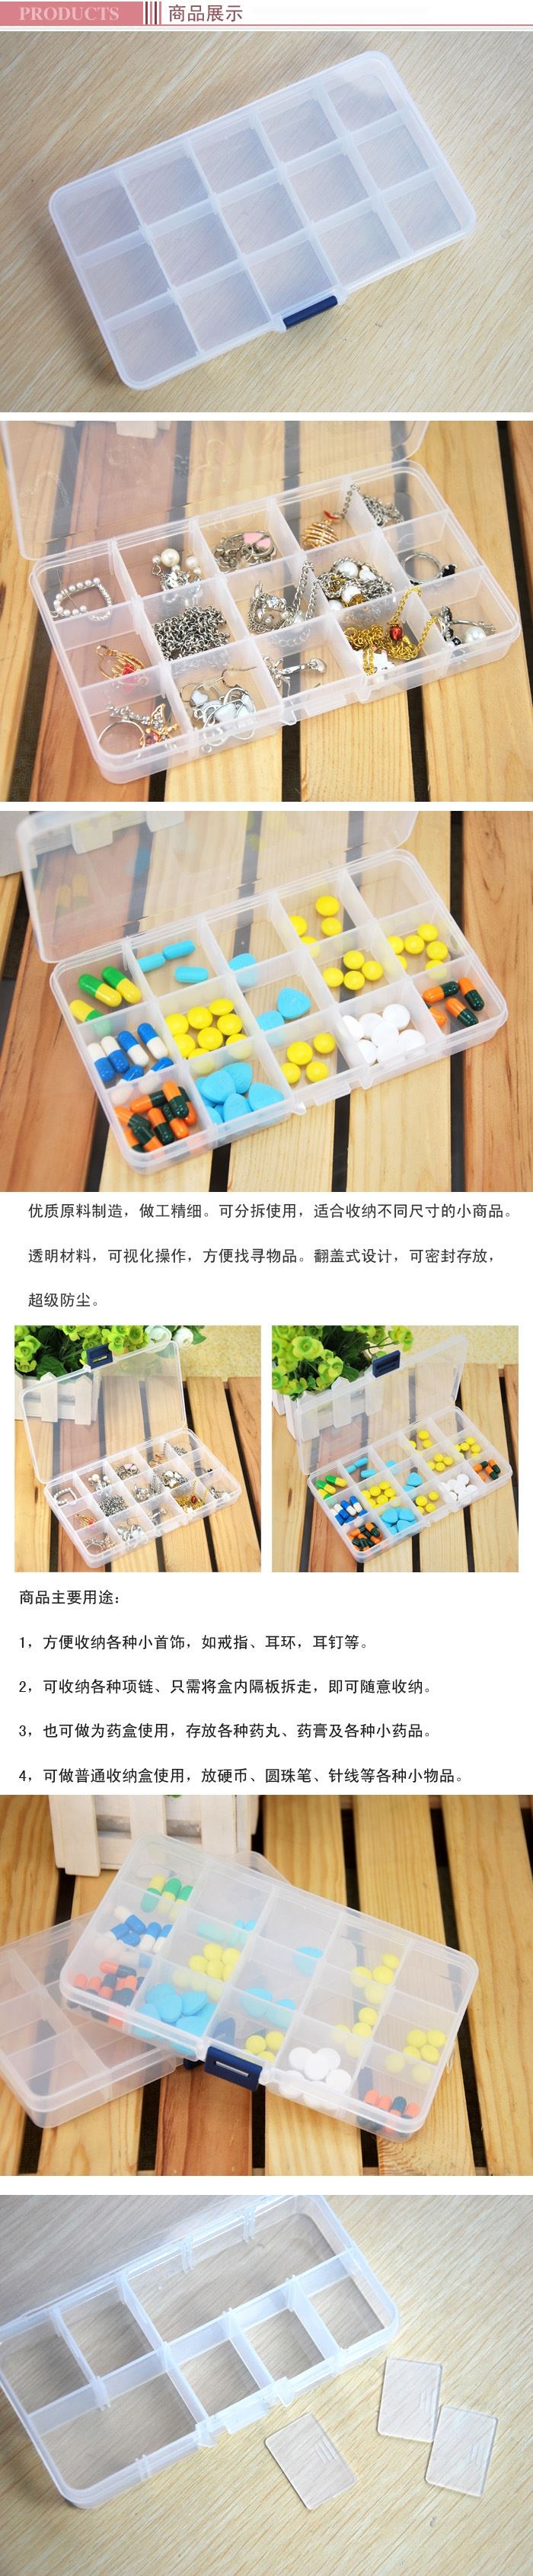 PRODUCTS 商品展示
优质原料制造，做工精细。可分拆使用，适合收纳不同尺寸的小商品。
透明材料，可视化操作，方便找寻物品。翻盖式设计，可密封存放，
超级防尘。
商品主要用途：
1，方便收纳各种小首饰，如戒指、耳环，耳钉等。
2，可收纳各种项链、只需将盒内隔板拆走，即可随意收纳。
3，也可做为药盒使用，存放各种药丸、药膏及各种小药品。
4，可做普通收纳盒使用，放硬币、圆珠笔、针线等各种小物品。